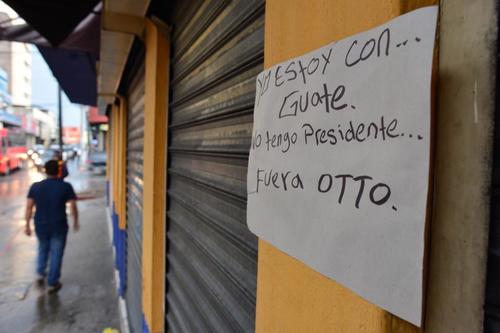 Yo ESTOY CON...
GUATE.
No tengo Presidente...
Fuera OTTO.